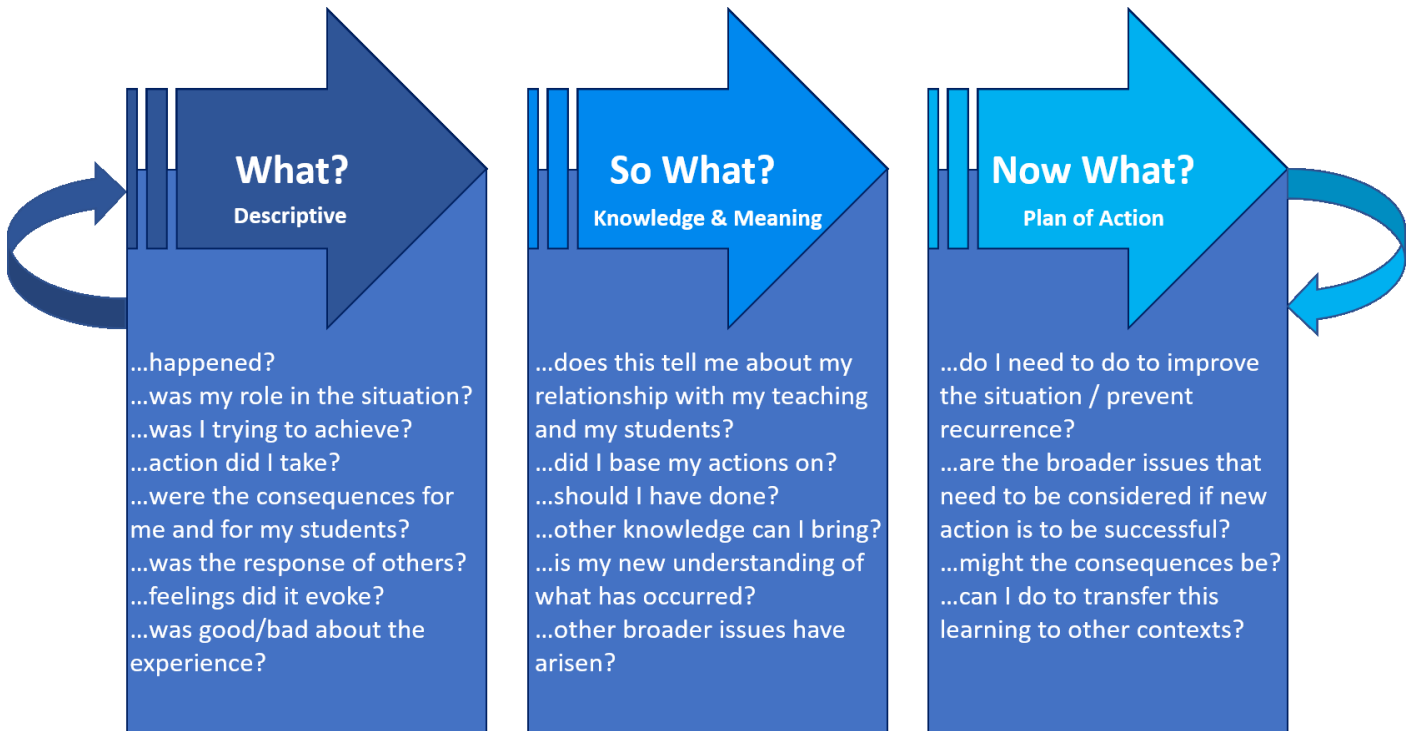 What?
Descriptive
...happened?
...was my role in the situation?
...was I trying to achieve?
...action did I take?
...were the consequences for
me and for my students?
...was the response of others?
...feelings did it evoke?
...was good/bad about the
experience?
So What?
Knowledge & Meaning
...does this tell me about my
relationship with my teaching
and my students?
...did I base my actions on?
...should I have done?
...other knowledge can I bring?
...is my new understanding of
what has occurred?
...other broader issues have
arisen?
Now What?
Plan of Action
...do I need to do to improve
the situation / prevent
recurrence?
...are the broader issues that
need to be considered if new
action is to be successful?
...might the consequences be?
...can I do to transfer this
learning to other contexts?